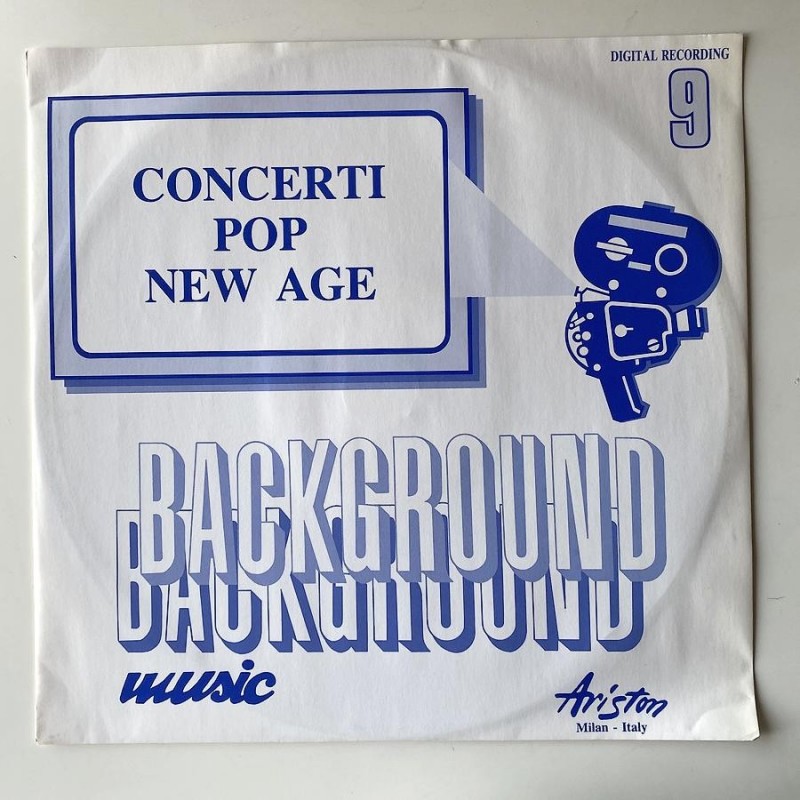 DIGITAL RECORDING
9
CONCERTI
POP
NEW AGE
BACKGROUND
BACKGROUND
music
Ariston
Milan - Italy